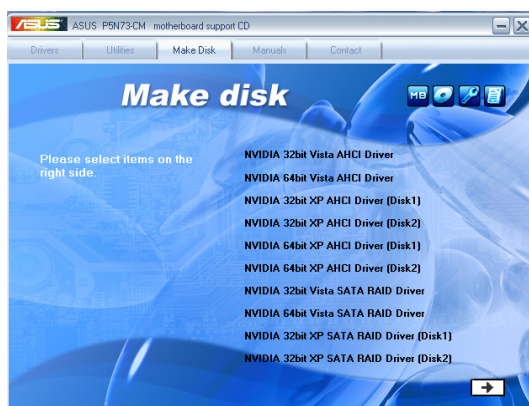 ASUS ASUS P5N73-CM motherboard support CD
Drivers Utilities Make Disk Manuals Contact
Make disk
MB
Please select items on the
right side.
NVIDIA 32bit Vista AHCI Driver
NVIDIA 64bit Vista AHCI Driver
NVIDIA 32bit XP AHCI Driver (Disk1)
NVIDIA 32bit XP AHCI Driver (Disk2)
NVIDIA 64bit XP AHCI Driver (Disk1)
NVIDIA 64bit XP AHCI Driver (Disk2)
NVIDIA 32bit Vista SATA RAID Driver
NVIDIA 64bit Vista SATA RAID Driver
NVIDIA 32bit XP SATA RAID Driver (Disk1)
NVIDIA 32bit XP SATA RAID Driver (Disk2)